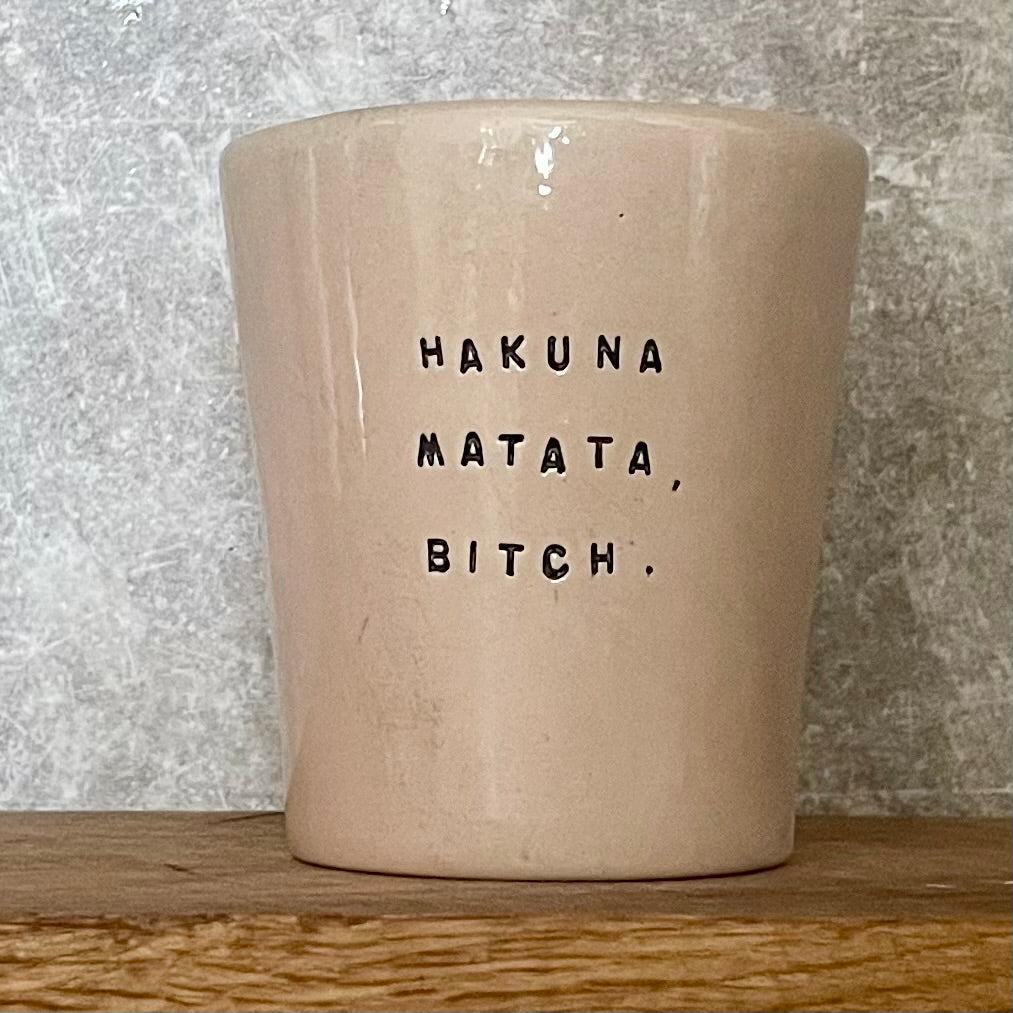 HAKUNA
MATATA,
BITCH.